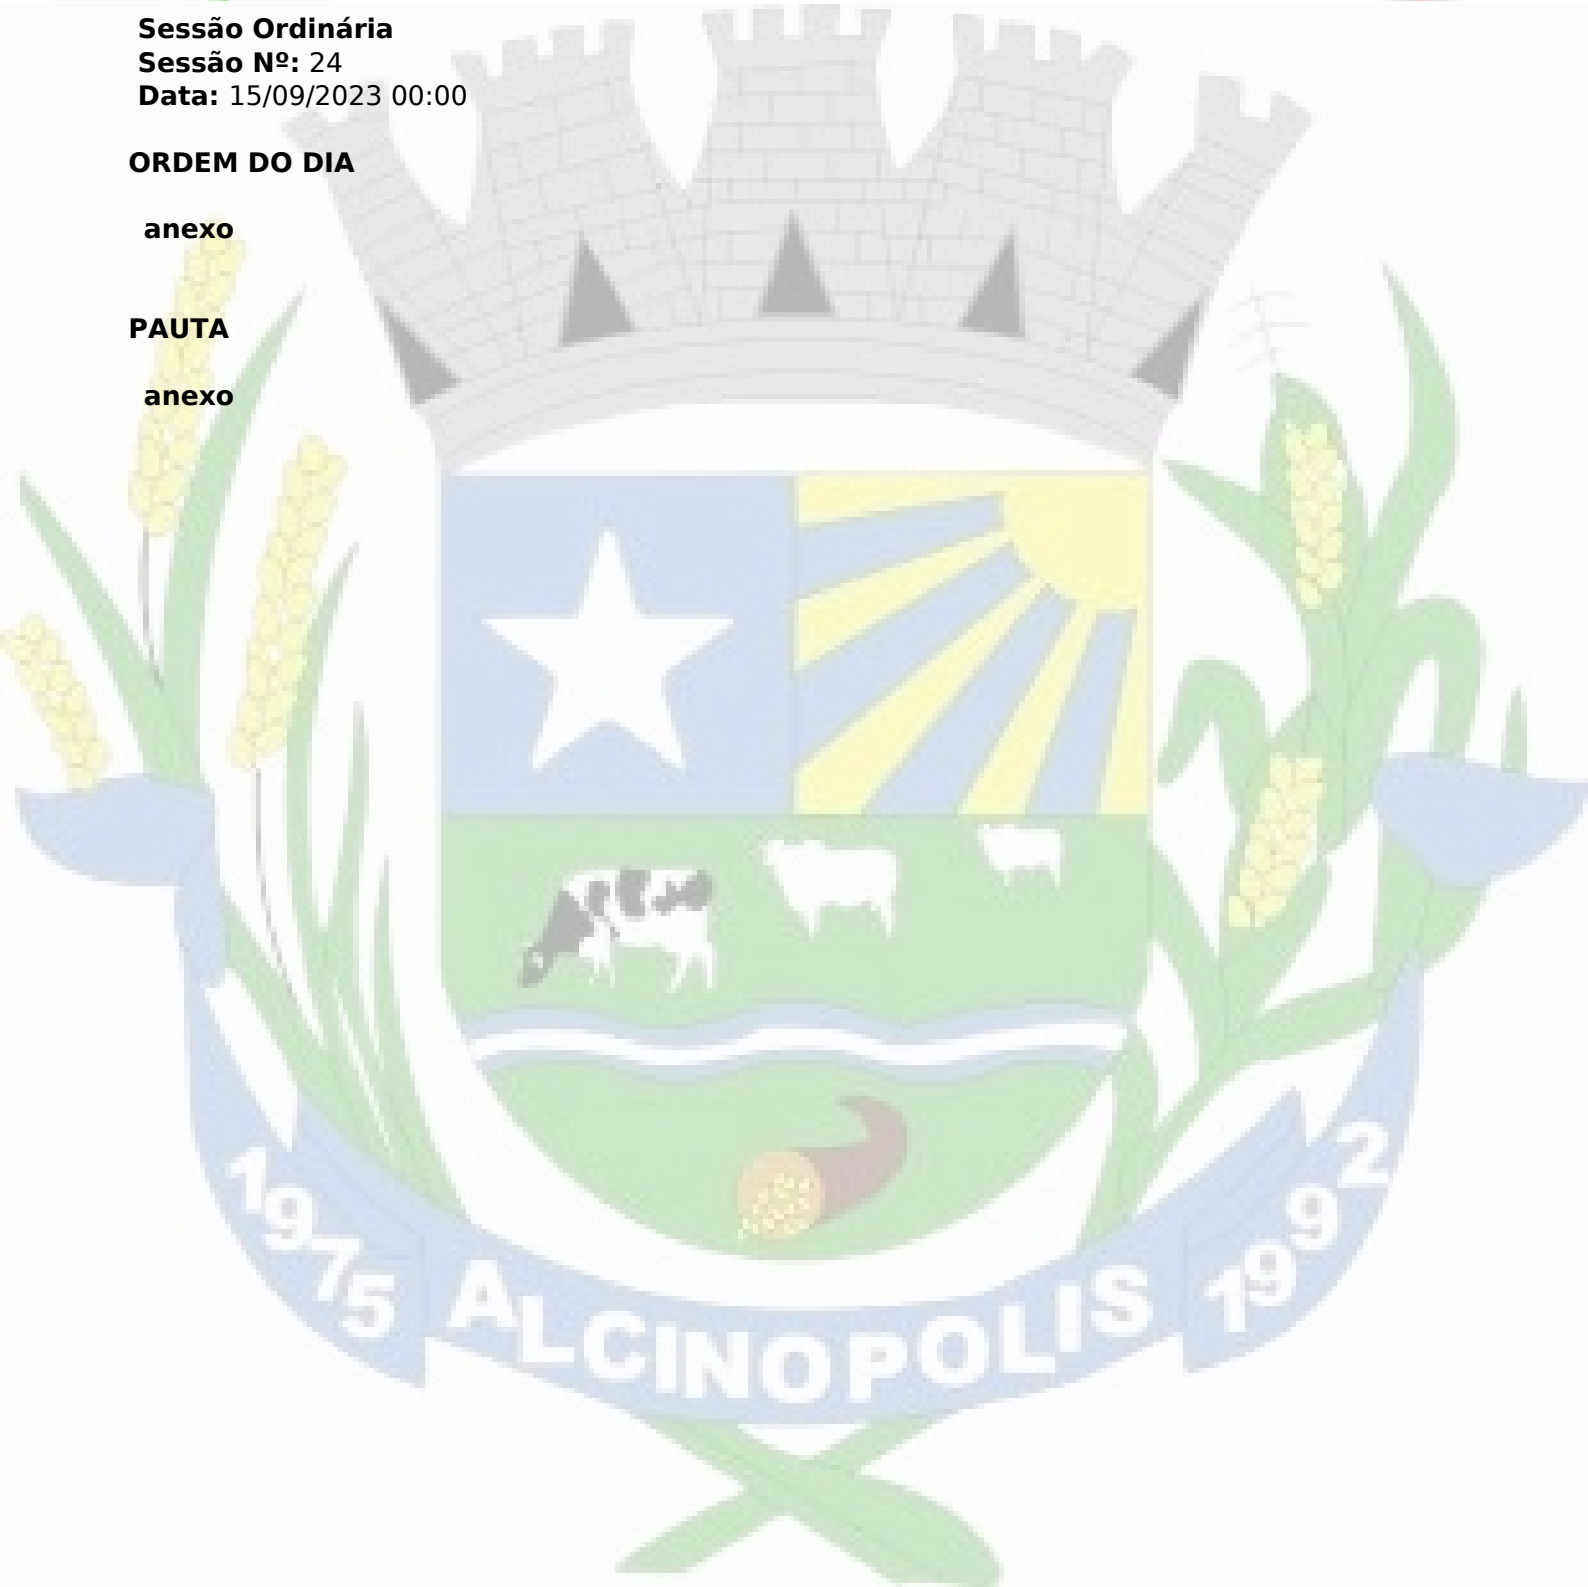 Sessão Ordinária
Sessão Nº: 24
Data: 15/09/2023 00:00
ORDEM DO DIA
anexo
PAUTA
anexo
1975
ALCINOPOLIS
1992